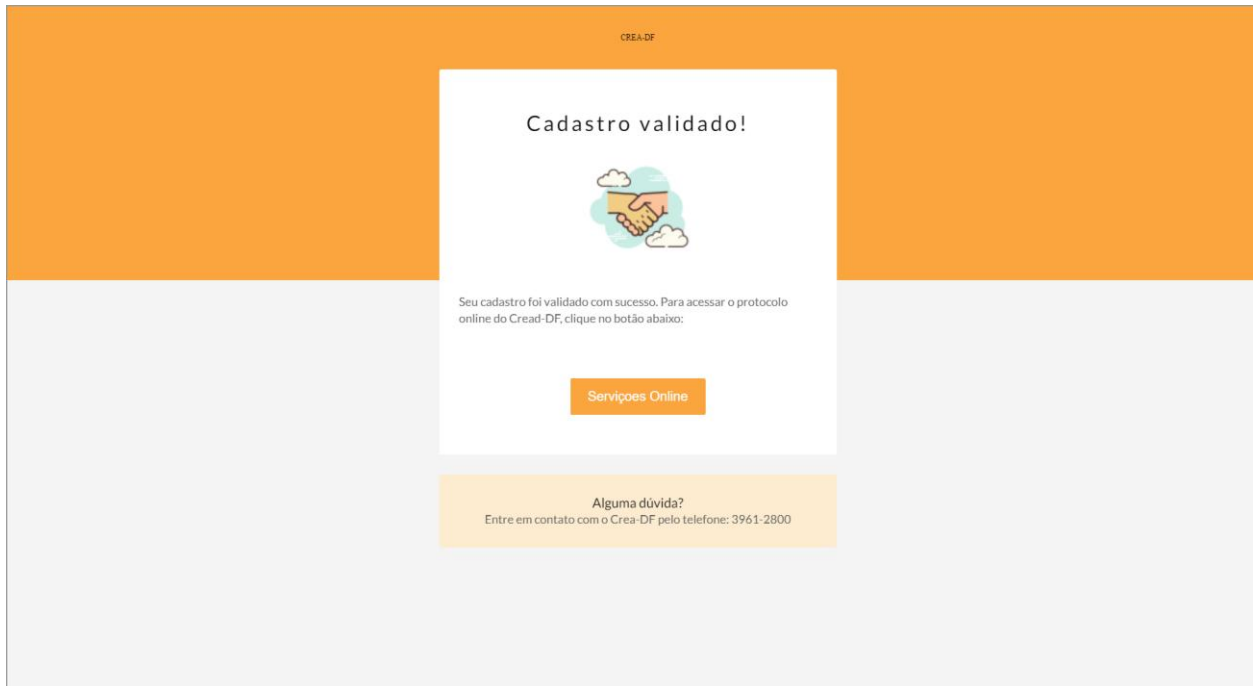 CREA-DF
Cadastro validado!
Seu cadastro foi validado com sucesso. Para acessar o protocolo
online do Cread-DF, clique no botão abaixo:
Serviçoes Online
Alguma dúvida?
Entre em contato com o Crea-DF pelo telefone: 3961-2800